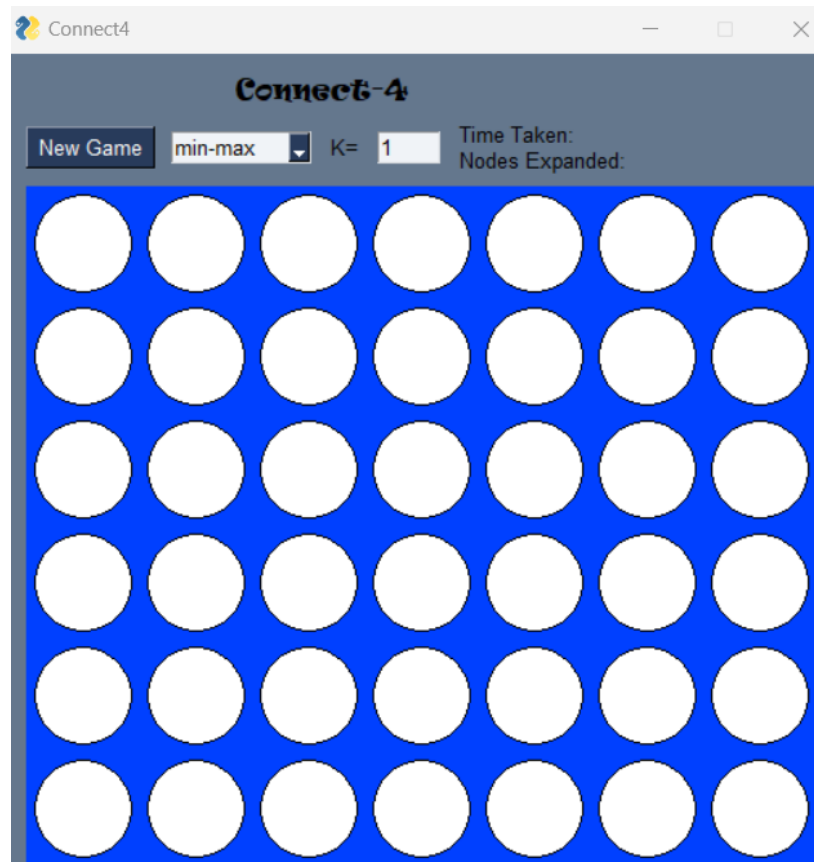 Connect4
Connect-4
New Game
min-max
K=
1
Time Taken:
Nodes Expanded: